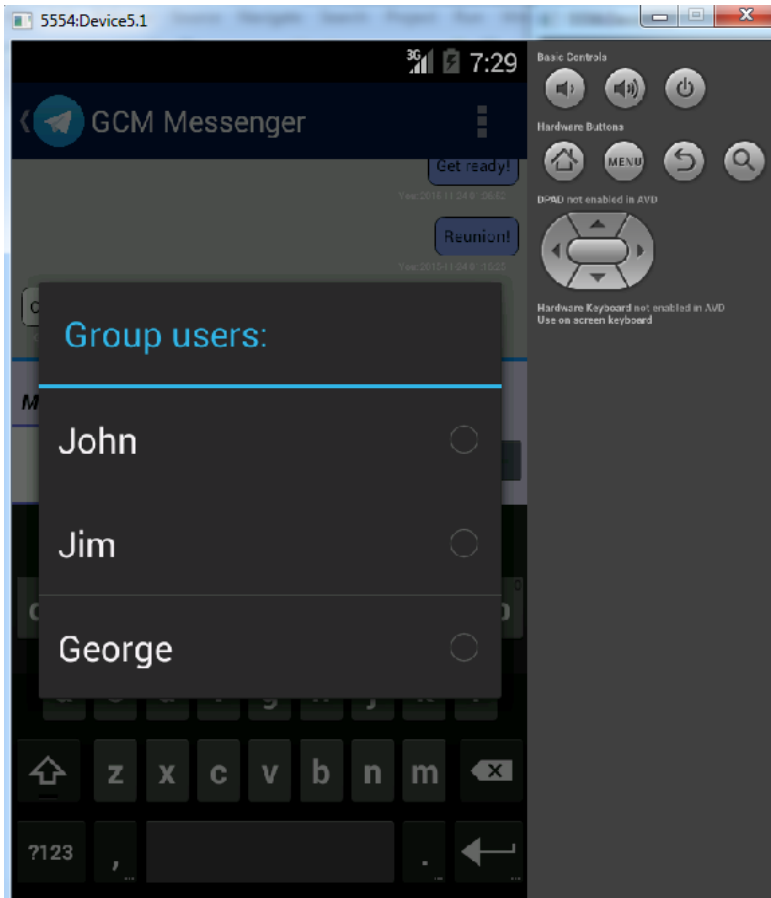 5554:Device5.1
3G 7:29
GCM Messenger
Get ready!
Reunion!
Group users:
John
Jim
George
z x c v b n m
?123 , .
Basic Controls
Hardware Buttons
MENU
DPAD not enabled in AVD
Hardware Keyboard not enabled in AVD
Use on screen keyboard